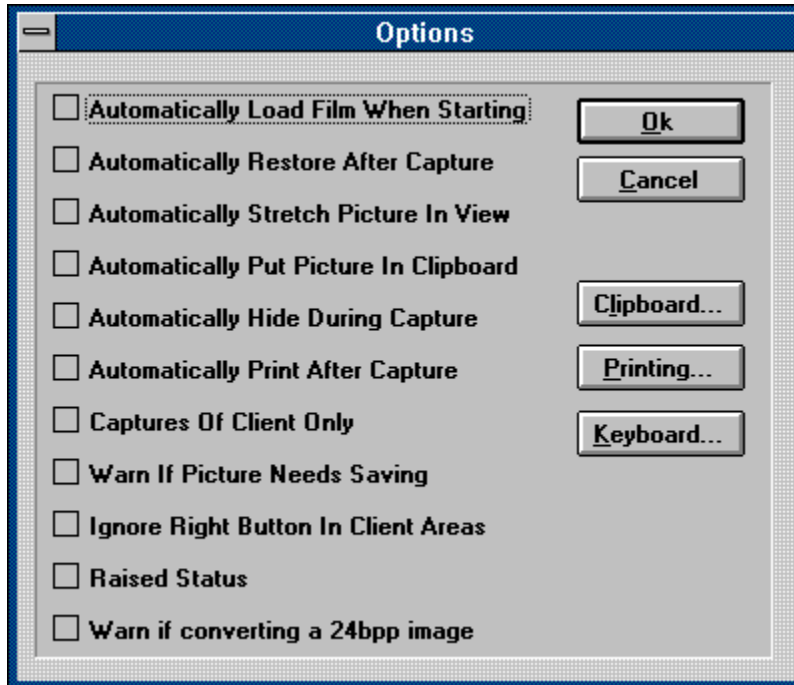 Options
Automatically Load Film When Starting
Automatically Restore After Capture
Automatically Stretch Picture In View
Automatically Put Picture In Clipboard
Automatically Hide During Capture
Automatically Print After Capture
Captures Of Client Only
Warn If Picture Needs Saving
Ignore Right Button In Client Areas
Raised Status
Warn if converting a 24bpp image
Ok
Cancel
Clipboard...
Printing...
Keyboard...